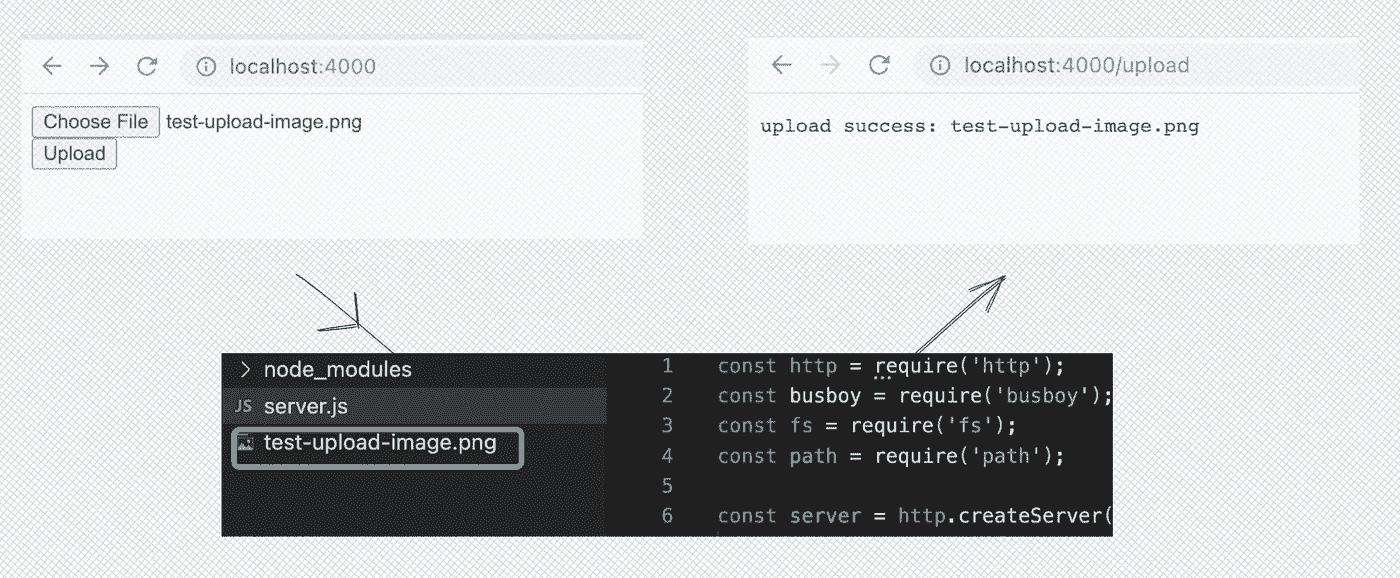 localhost:4000
Choose File test-upload-image.png
Upload
localhost:4000/upload
upload success: test-upload-image.png
node_modules
JS server.js
test-upload-image.png
1 const http = require('http');
2 const busboy = require('busboy');
3 const fs = require('fs');
4 const path = require('path');
5
6 const server = http.createServer(